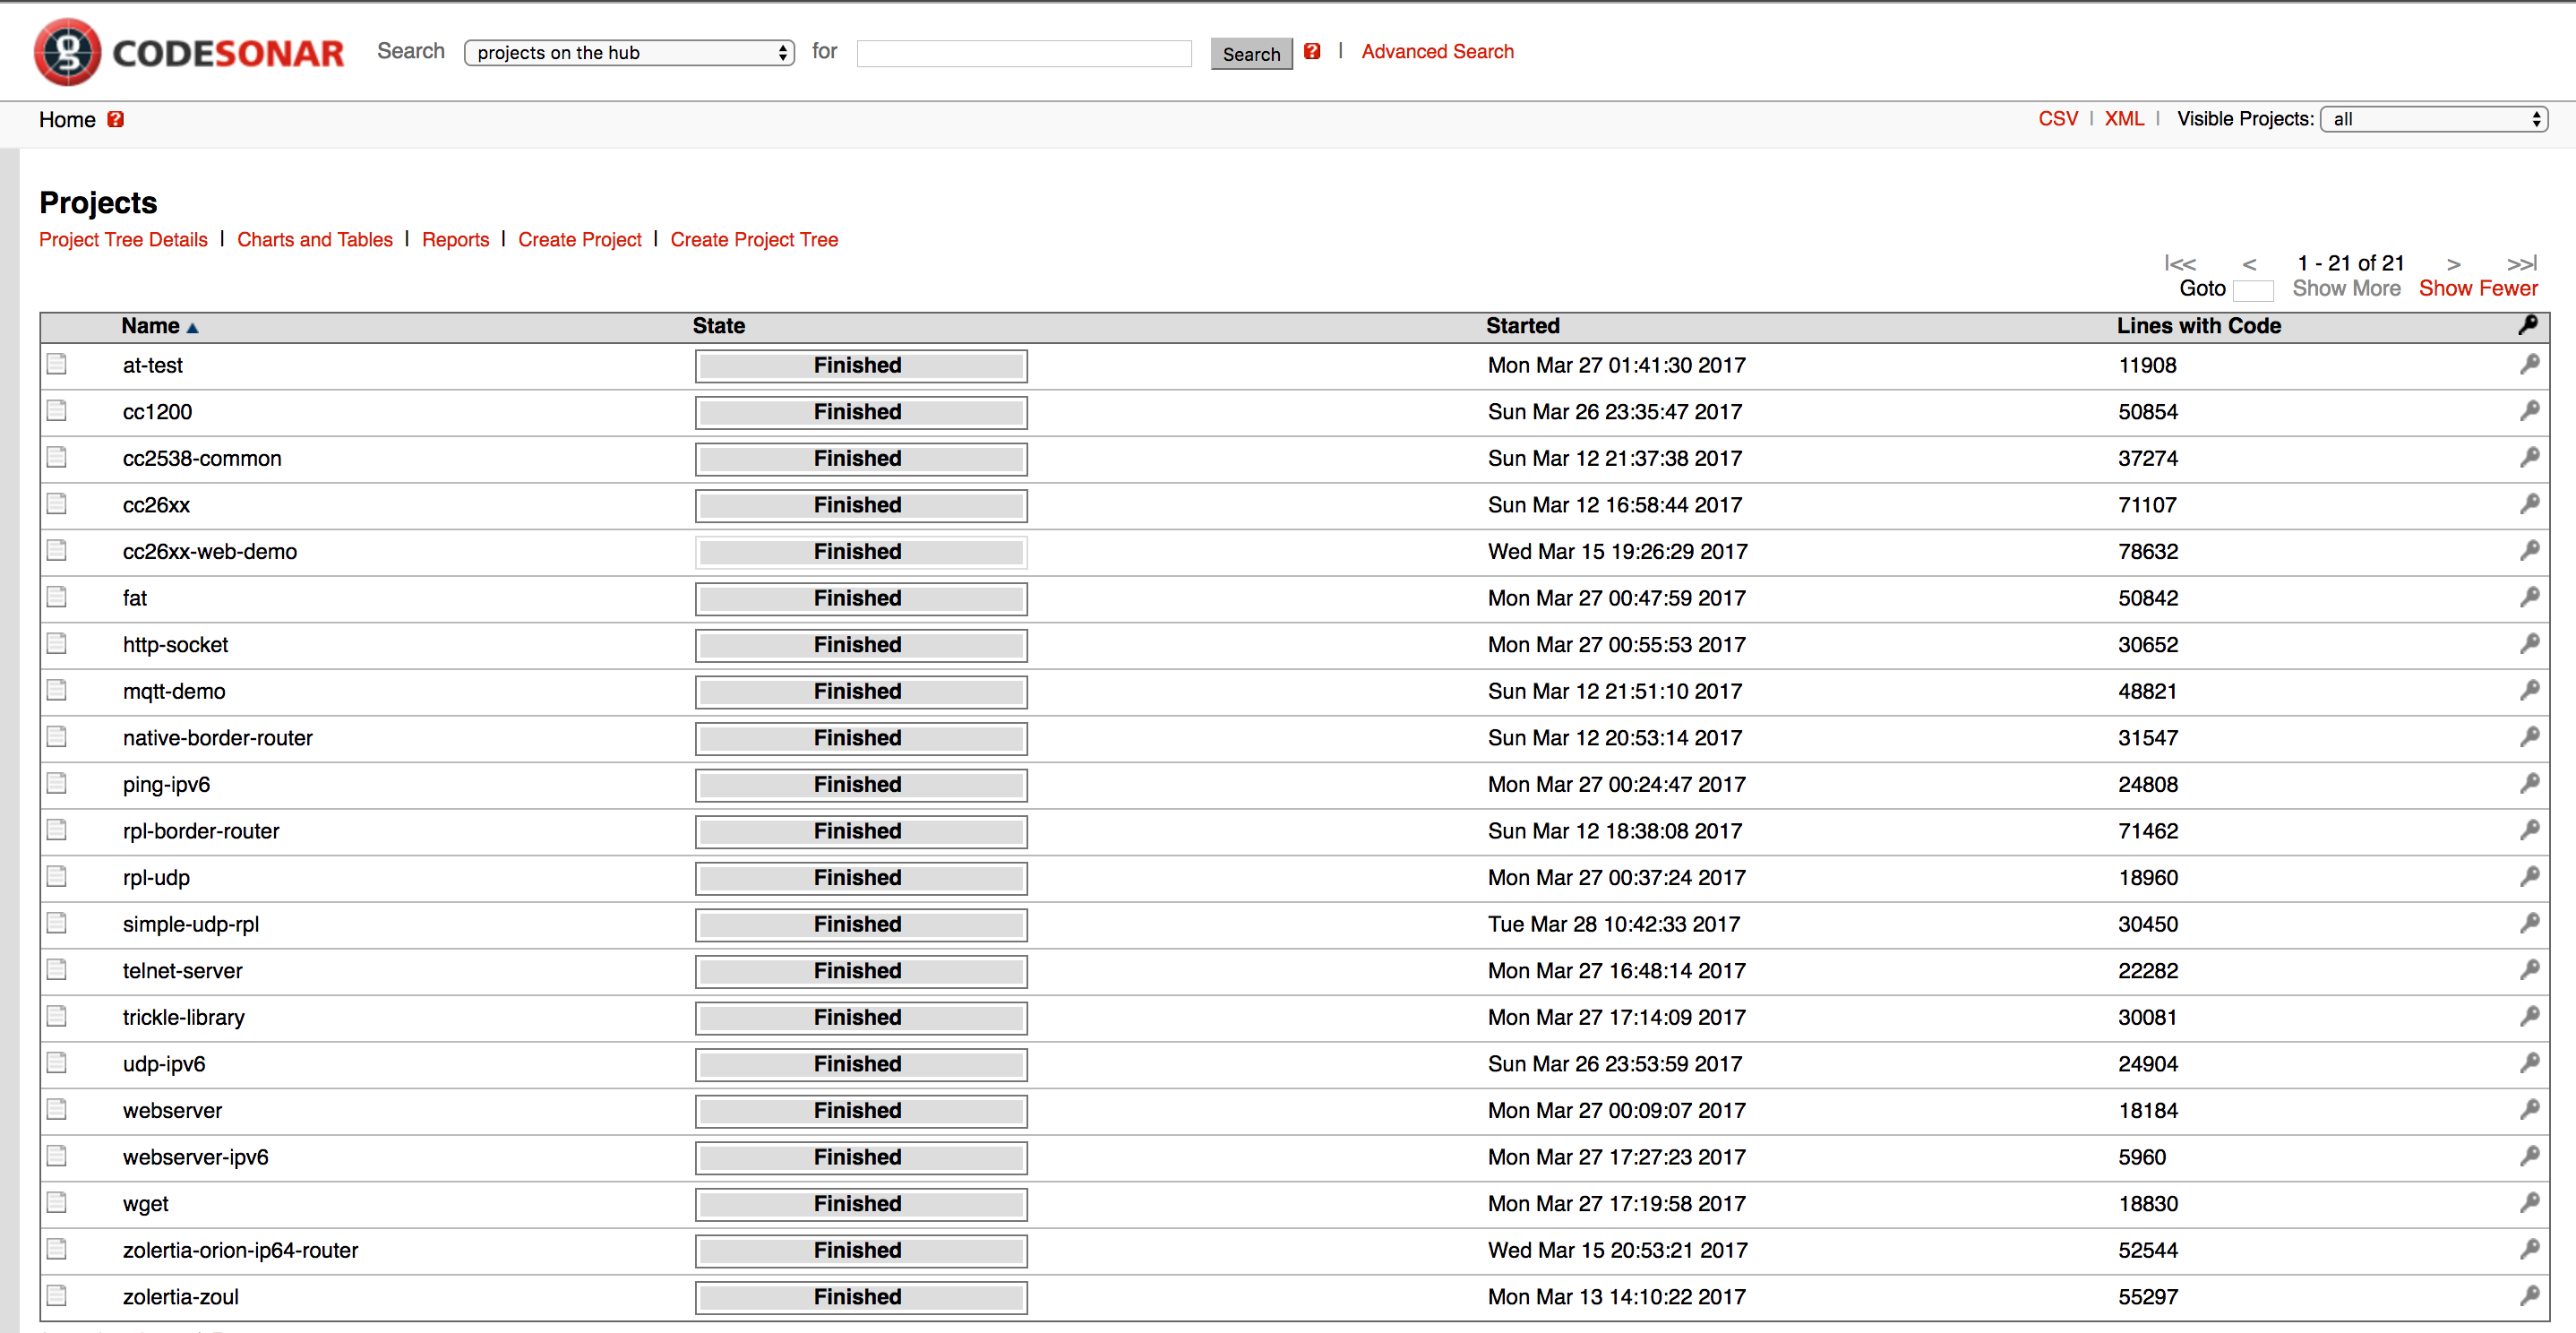 CODESONAR Search projects on the hub for Search ? | Advanced Search
Home ? CSV | XML | Visible Projects: all
Projects
Project Tree Details | Charts and Tables | Reports | Create Project | Create Project Tree
|<< < 1 - 21 of 21 > >>|
Goto Show More Show Fewer
Name State Started Lines with Code
at-test Finished Mon Mar 27 01:41:30 2017 11908
cc1200 Finished Sun Mar 26 23:35:47 2017 50854
cc2538-common Finished Sun Mar 12 21:37:38 2017 37274
cc26xx Finished Sun Mar 12 16:58:44 2017 71107
cc26xx-web-demo Finished Wed Mar 15 19:26:29 2017 78632
fat Finished Mon Mar 27 00:47:59 2017 50842
http-socket Finished Mon Mar 27 00:55:53 2017 30652
mqtt-demo Finished Sun Mar 12 21:51:10 2017 48821
native-border-router Finished Sun Mar 12 20:53:14 2017 31547
ping-ipv6 Finished Mon Mar 27 00:24:47 2017 24808
rpl-border-router Finished Sun Mar 12 18:38:08 2017 71462
rpl-udp Finished Mon Mar 27 00:37:24 2017 18960
simple-udp-rpl Finished Tue Mar 28 10:42:33 2017 30450
telnet-server Finished Mon Mar 27 16:48:14 2017 22282
trickle-library Finished Mon Mar 27 17:14:09 2017 30081
udp-ipv6 Finished Sun Mar 26 23:53:59 2017 24904
webserver Finished Mon Mar 27 00:09:07 2017 18184
webserver-ipv6 Finished Mon Mar 27 17:27:23 2017 5960
wget Finished Mon Mar 27 17:19:58 2017 18830
zolertia-orion-ip64-router Finished Wed Mar 15 20:53:21 2017 52544
zolertia-zoul Finished Mon Mar 13 14:10:22 2017 55297